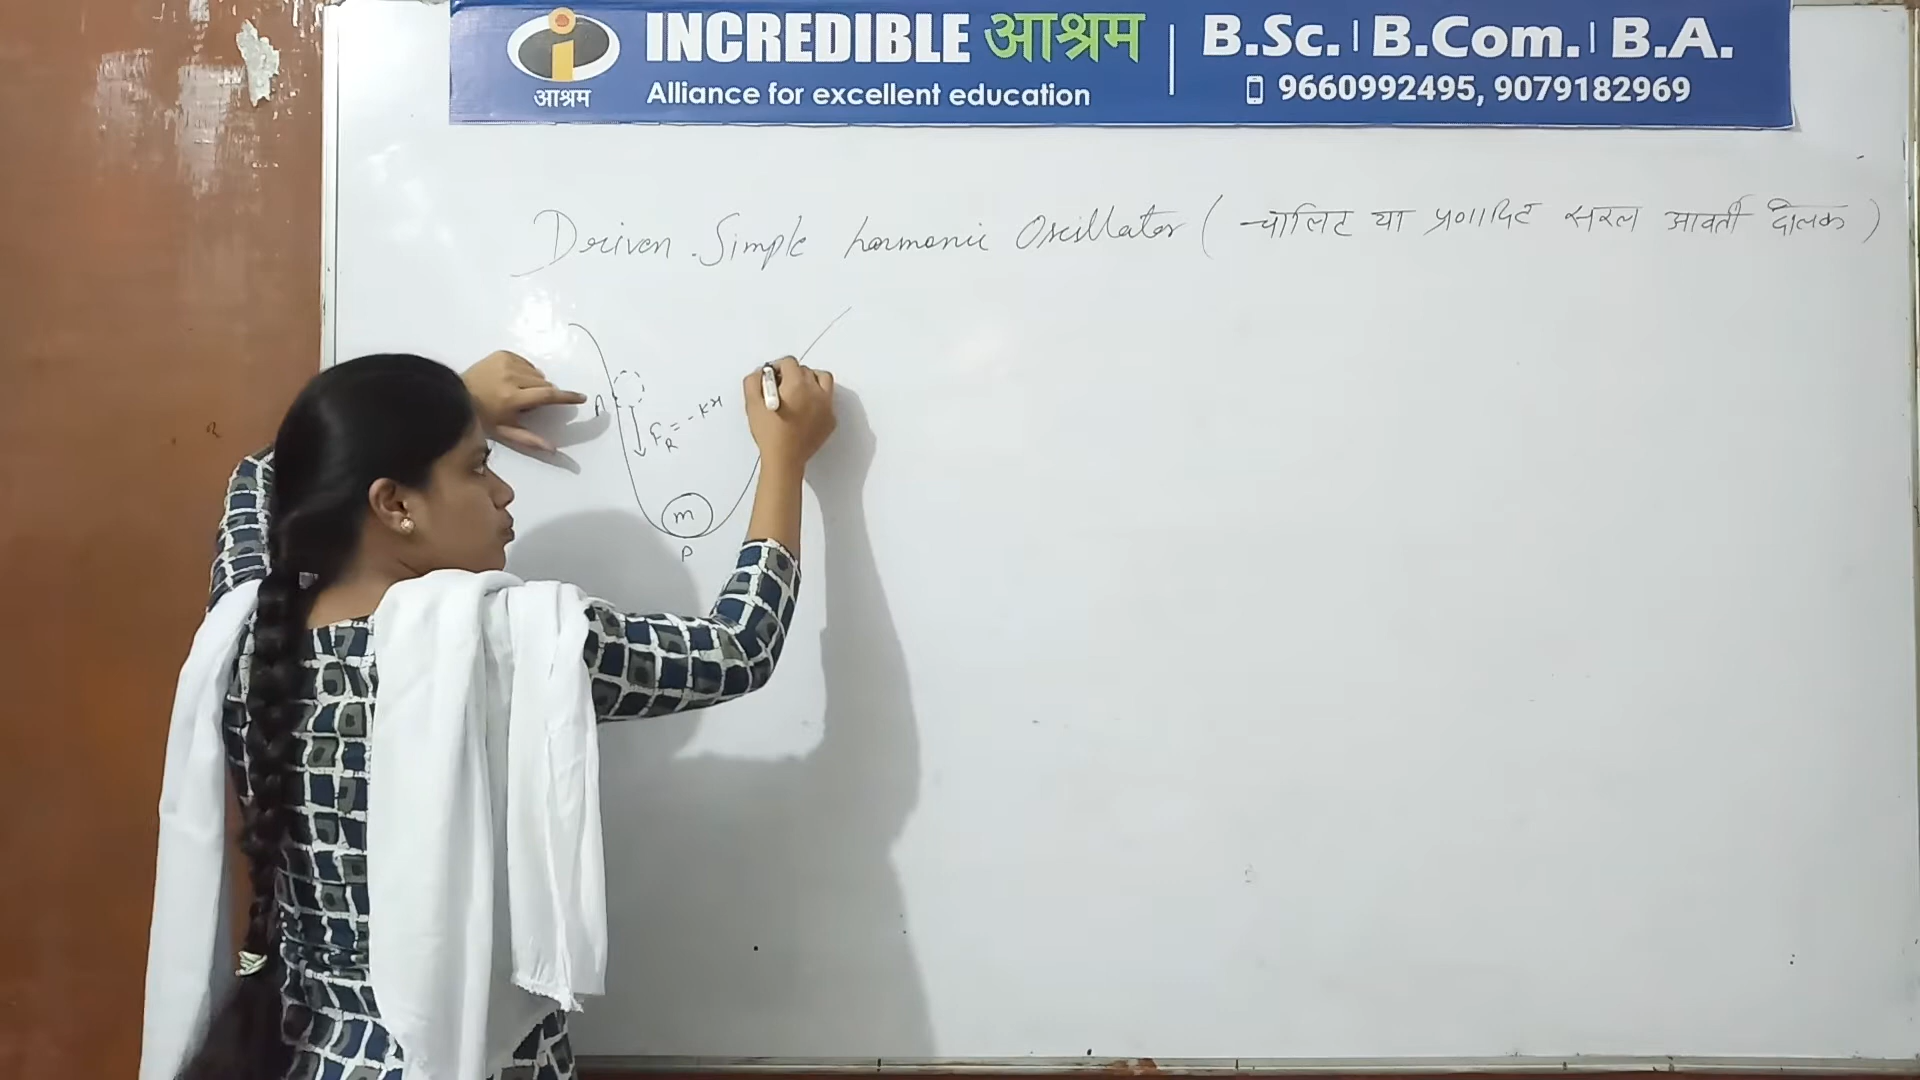 INCREDIBLE आश्रम
Alliance for excellent education
आश्रम
B.Sc. | B.Com. | B.A.
9660992495, 9079182969
Driven Simple harmonic Oscillator ( चालित या प्रणादित सरल आवर्ती दोलक )
A
F_R = -Kx
m
P